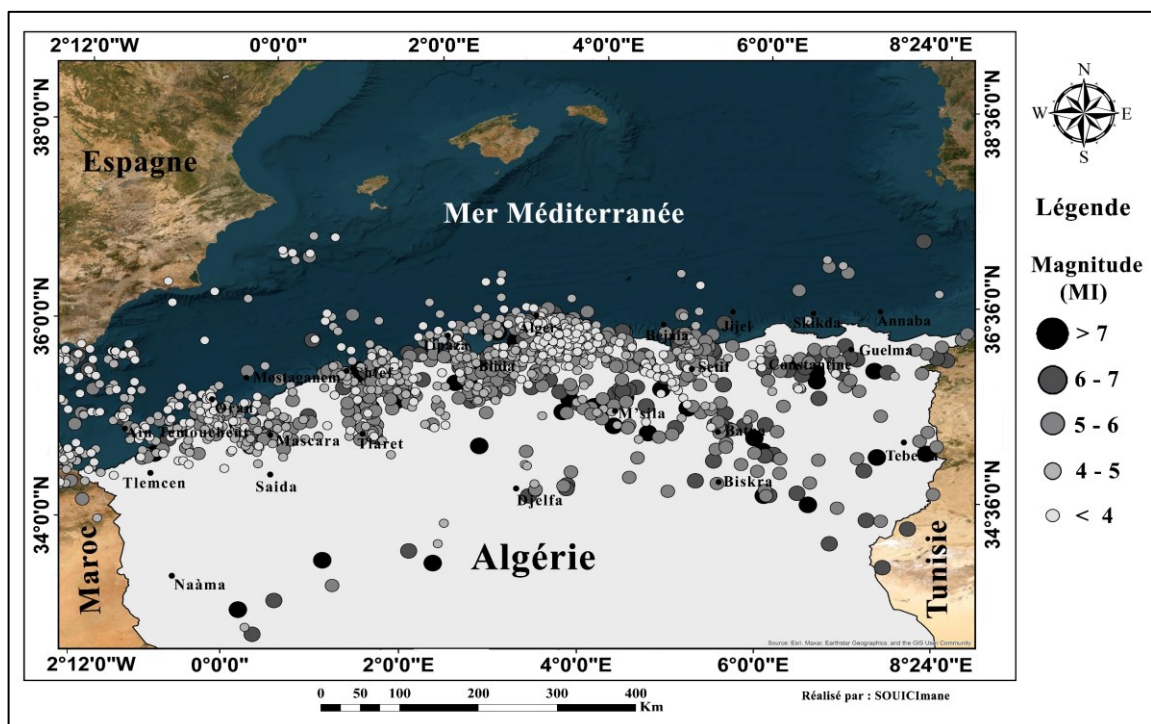 2°12'0"W 0°0'0" 2°0'0"E 4°0'0"E 6°0'0"E 8°24'0"E
38°0'0"N
36°0'0"N
34°0'0"N
38°36'0"N
36°36'0"N
34°36'0"N
Espagne
Mer Méditerranée
Alger
Tipaza
Blida
Bejaia
Jijel
Skikda
Annaba
Guelma
Constantine
Setif
Chlef
Mostaganem
Oran
Ain Temouchent
Mascara
Tiaret
M'sila
Batna
Tebessa
Tlemcen
Saida
Djelfa
Biskra
Naàma
Maroc
Algérie
Tunisie
Source: Esri, Maxar, Earthstar Geographics, and the GIS User Community
2°12'0"W 0°0'0" 2°0'0"E 4°0'0"E 6°0'0"E 8°24'0"E
0 50 100 200 300 400
Km
Réalisé par : SOUICImane
N
W E
S
Légende
Magnitude
(MI)
> 7
6 - 7
5 - 6
4 - 5
< 4